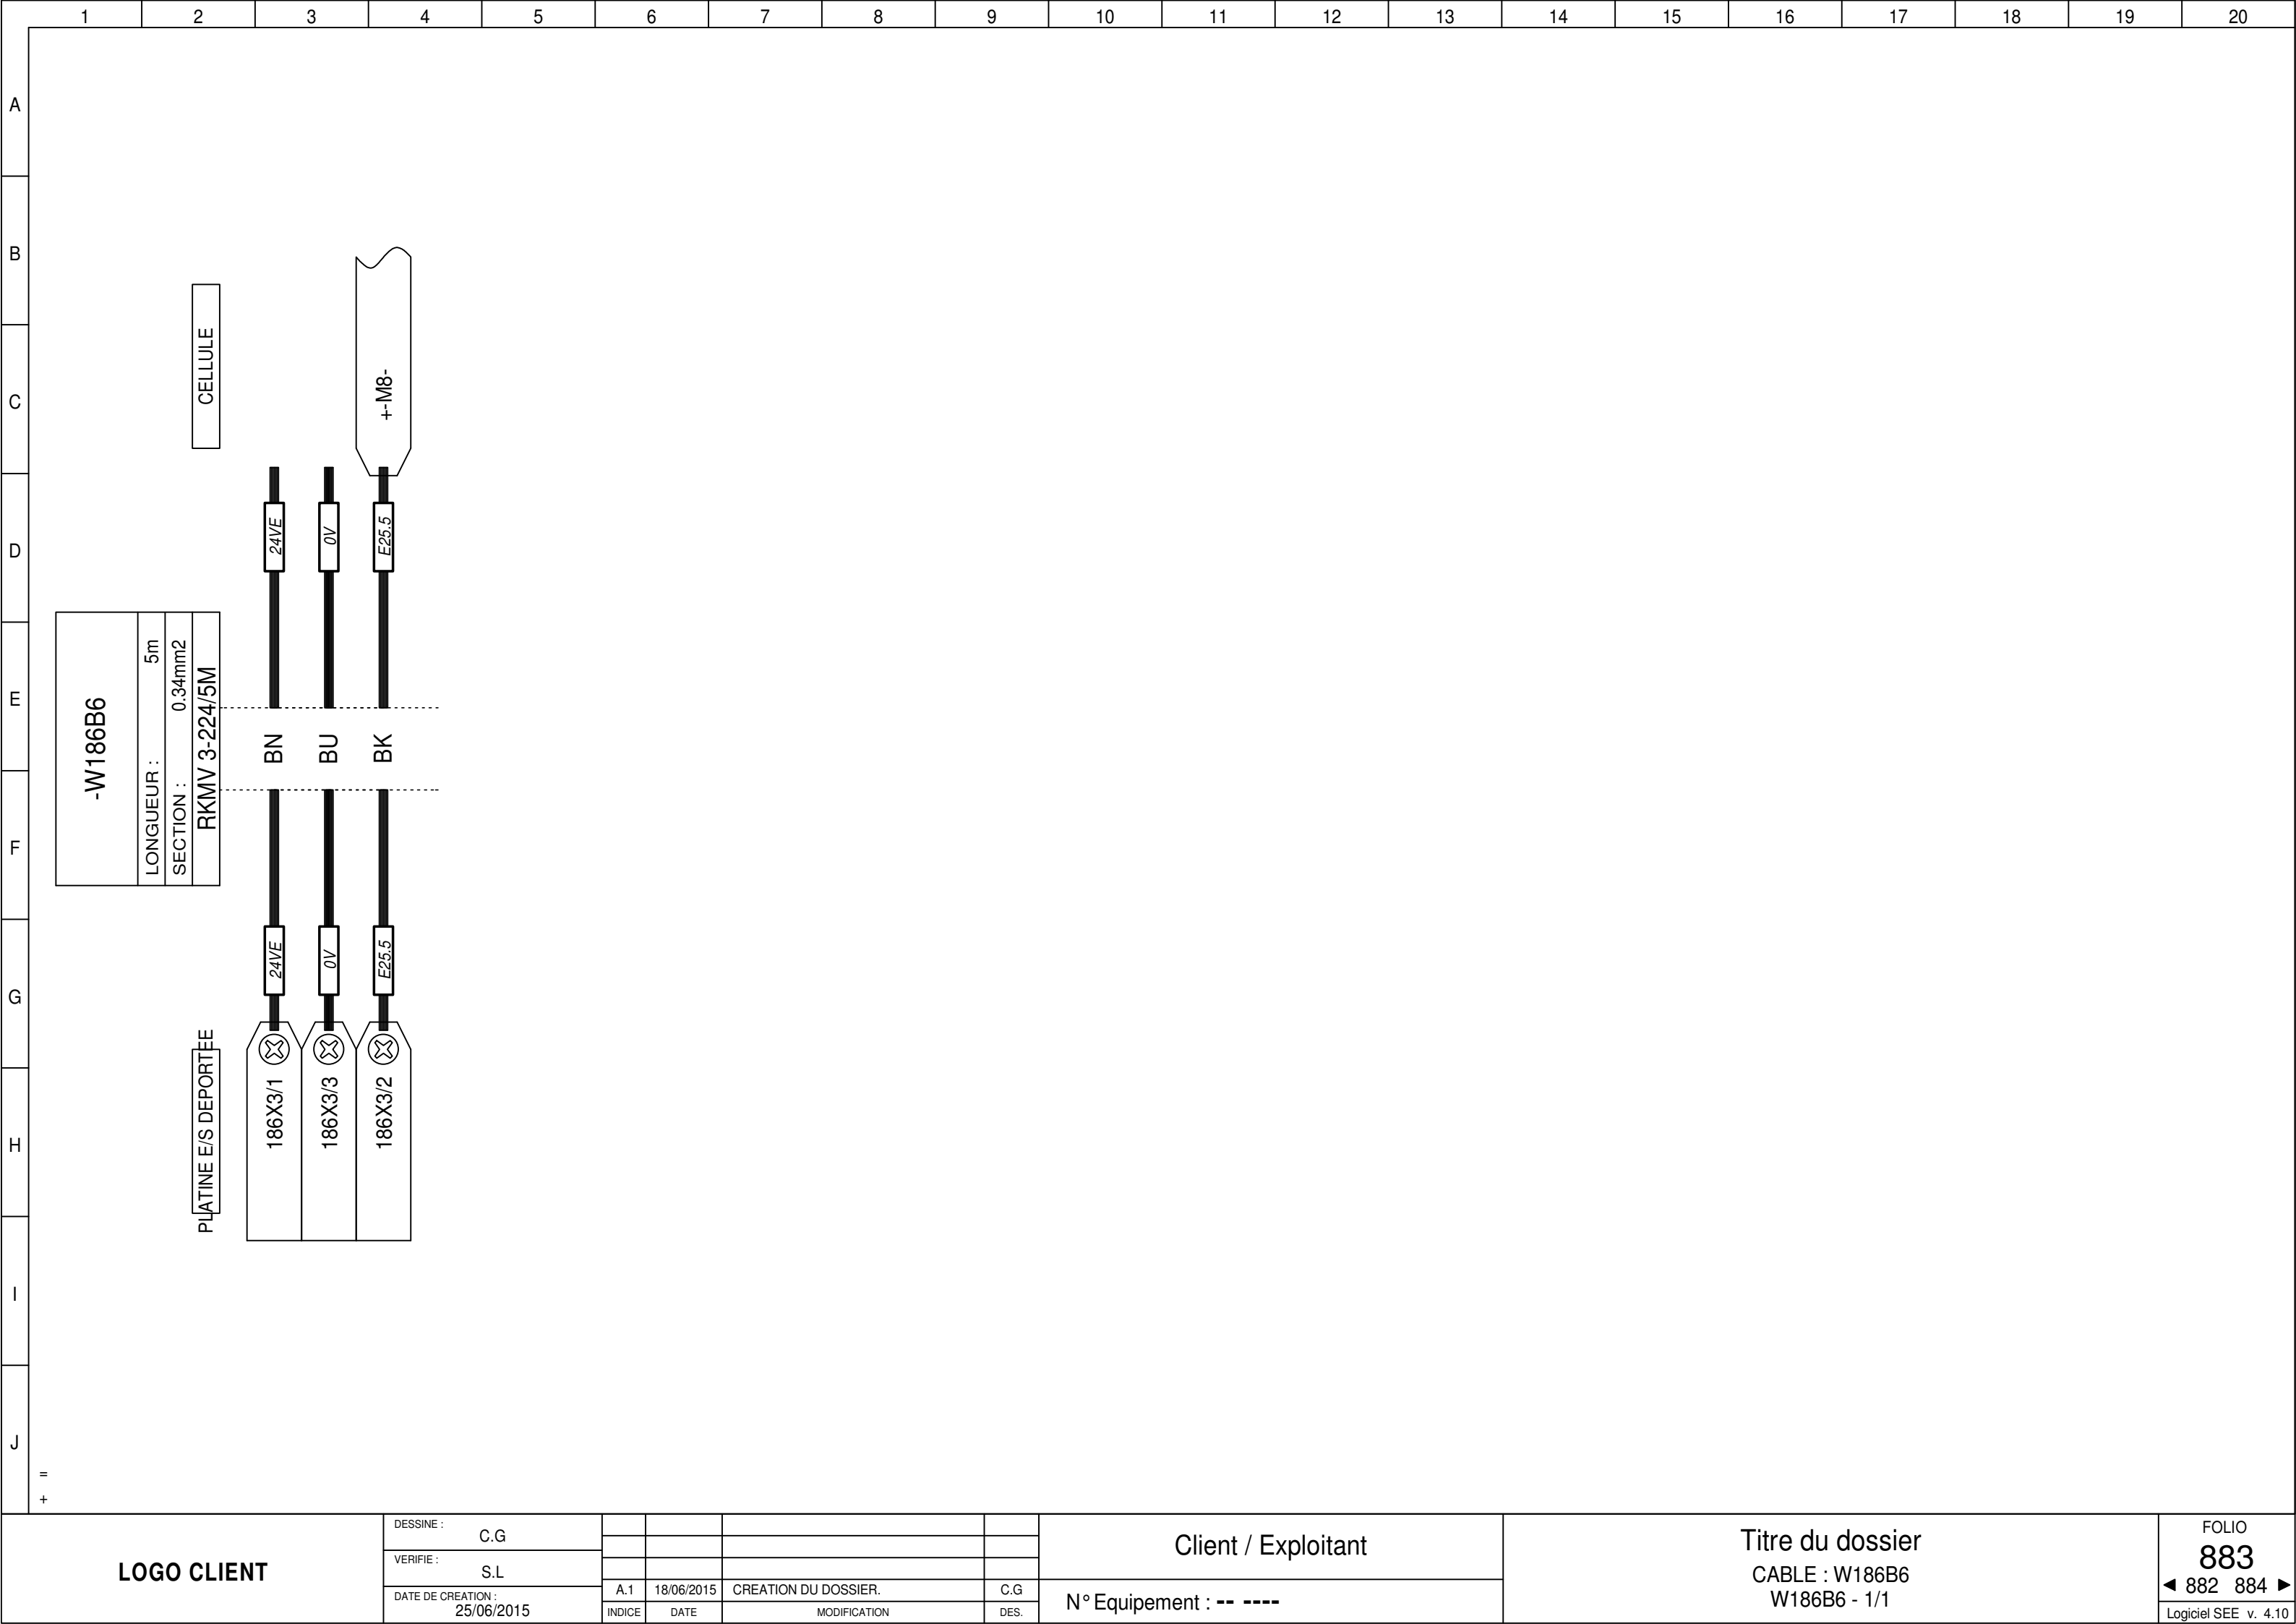 1 2 3 4 5 6 7 8 9 10 11 12 13 14 15 16 17 18 19 20
A
B
C
D
E
F
G
H
I
J
CELLULE
+-M8-
24VE 0V E25.5
-W186B6
LONGUEUR : 5m
SECTION : 0.34mm2
RKMV 3-224/5M
BN BU BK
24VE 0V E25.5
PLATINE E/S DEPORTEE
186X3/1 186X3/3 186X3/2
=
+
LOGO CLIENT
DESSINE :
C.G
VERIFIE :
S.L
DATE DE CREATION :
25/06/2015
A.1 18/06/2015 CREATION DU DOSSIER. C.G
INDICE DATE MODIFICATION DES.
Client / Exploitant
N° Equipement : -- ----
Titre du dossier
CABLE : W186B6
W186B6 - 1/1
FOLIO
883
◄ 882 884 ►
Logiciel SEE v. 4.10